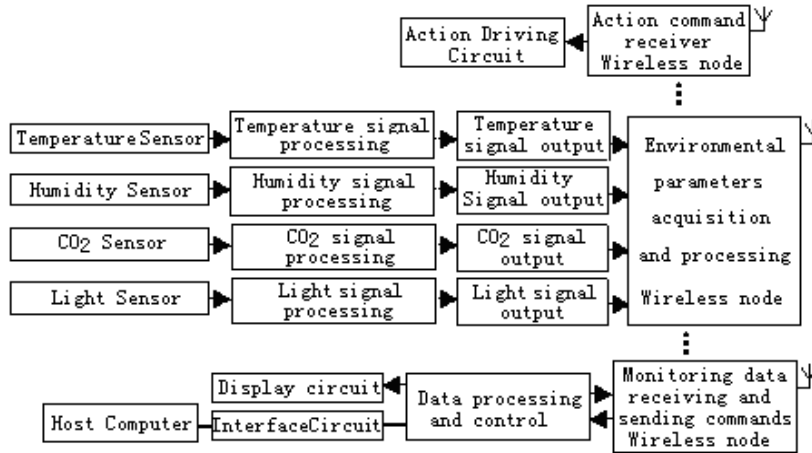 Action Driving
Circuit
Action command
receiver
Wireless node
TemperatureSensor
Temperature signal
processing
Temperature
signal output
Humidity Sensor
Humidity signal
processing
Humidity
Signal output
CO2 Sensor
CO2 signal
processing
CO2 signal
output
Light Sensor
Light signal
processing
Light signal
output
Environmental
parameters
acquisition
and processing
Wireless node
Display circuit
Host Computer
InterfaceCircuit
Data processing
and control
Monitoring data
receiving and
sending commands
Wireless node